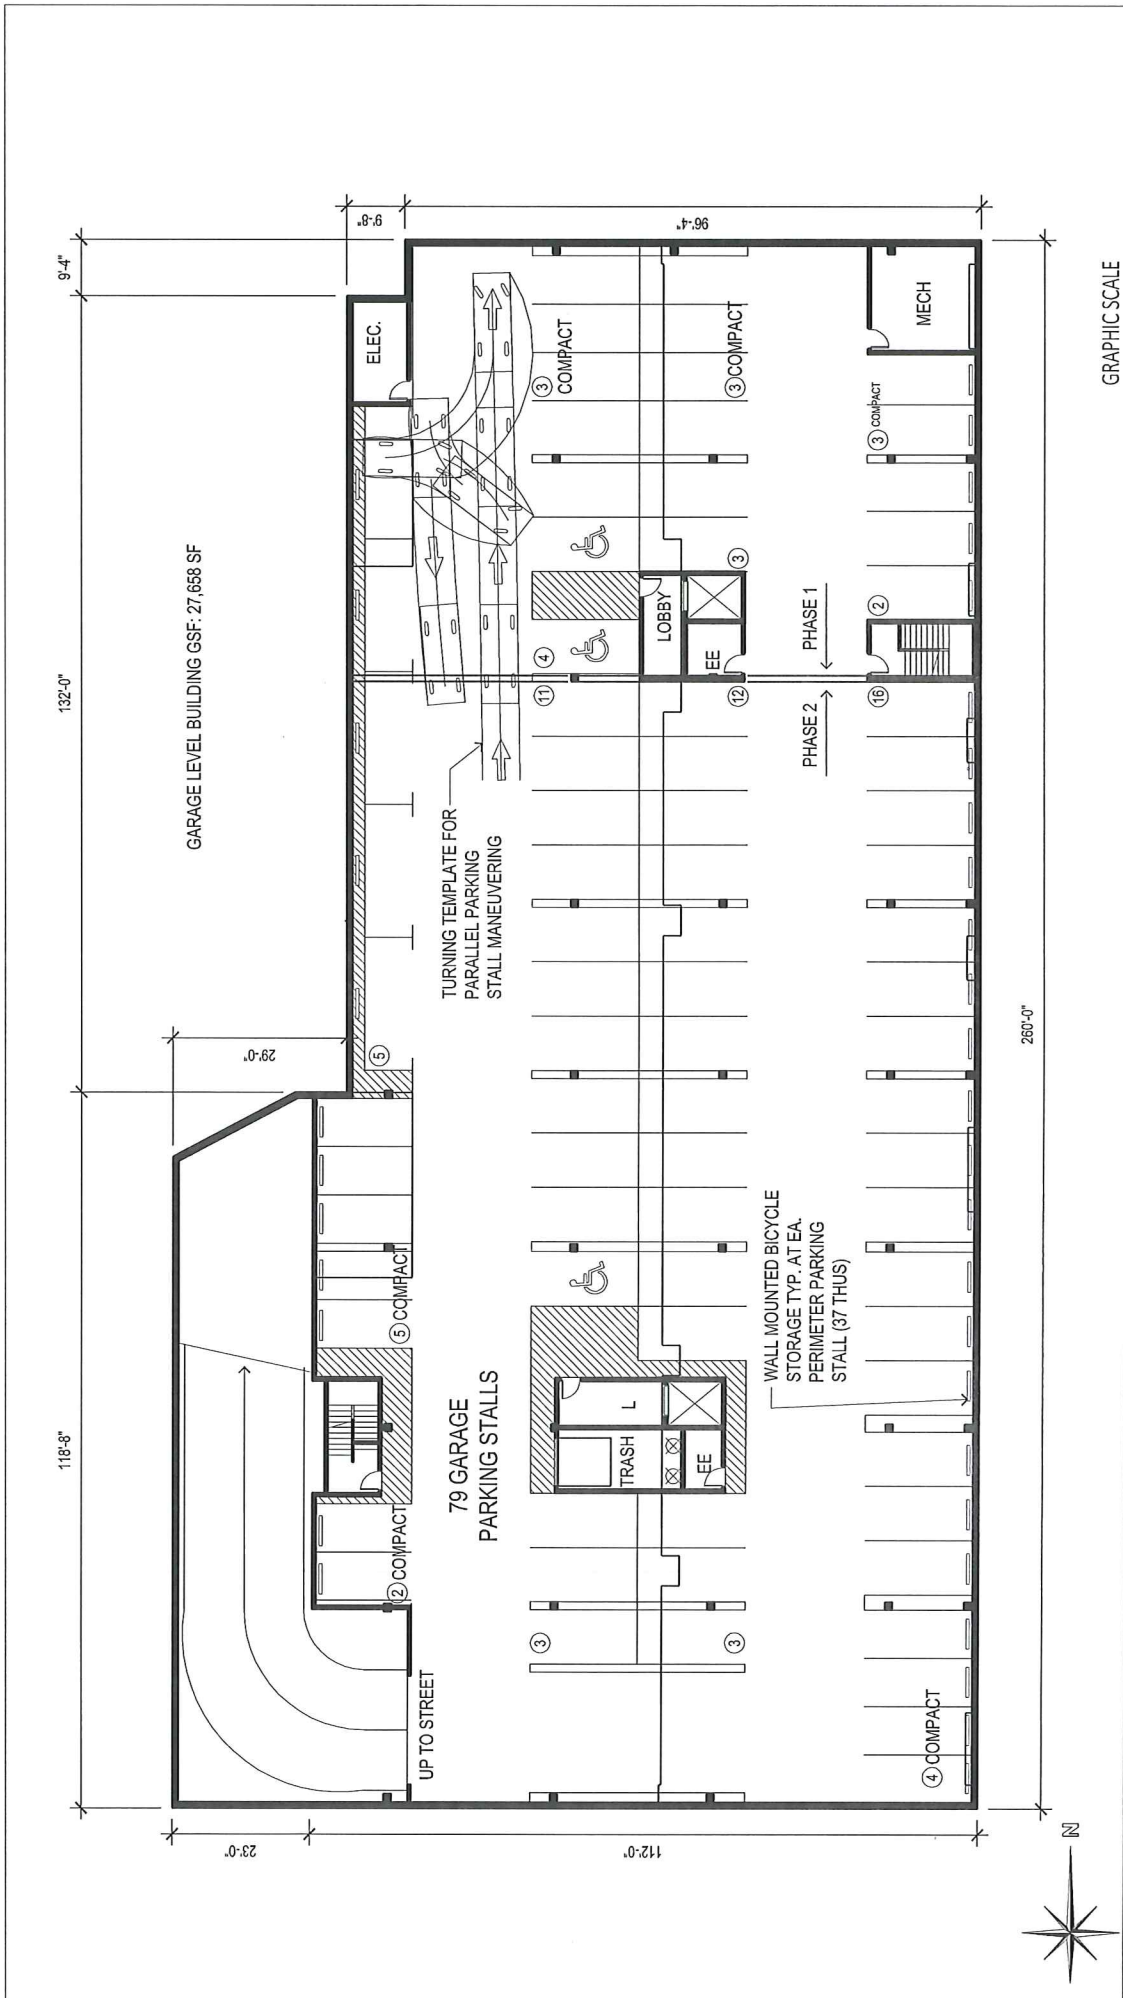 118'-8"
132'-0"
9'-4"
GARAGE LEVEL BUILDING GSF: 27,658 SF
29'-0"
23'-0"
112'-0"
9'-8"
96'-4"
260'-0"
ELEC.
UP TO STREET
② COMPACT
⑤ COMPACT
⑤
79 GARAGE
PARKING STALLS
TURNING TEMPLATE FOR
PARALLEL PARKING
STALL MANEUVERING
③
COMPACT
③
⑪
④
L
TRASH
EE
LOBBY
EE
③
⑫
③
③ COMPACT
PHASE 2
PHASE 1
WALL MOUNTED BICYCLE
STORAGE TYP. AT EA.
PERIMETER PARKING
STALL (37 THUS)
⑯
②
③ COMPACT
MECH
④ COMPACT
N
GRAPHIC SCALE